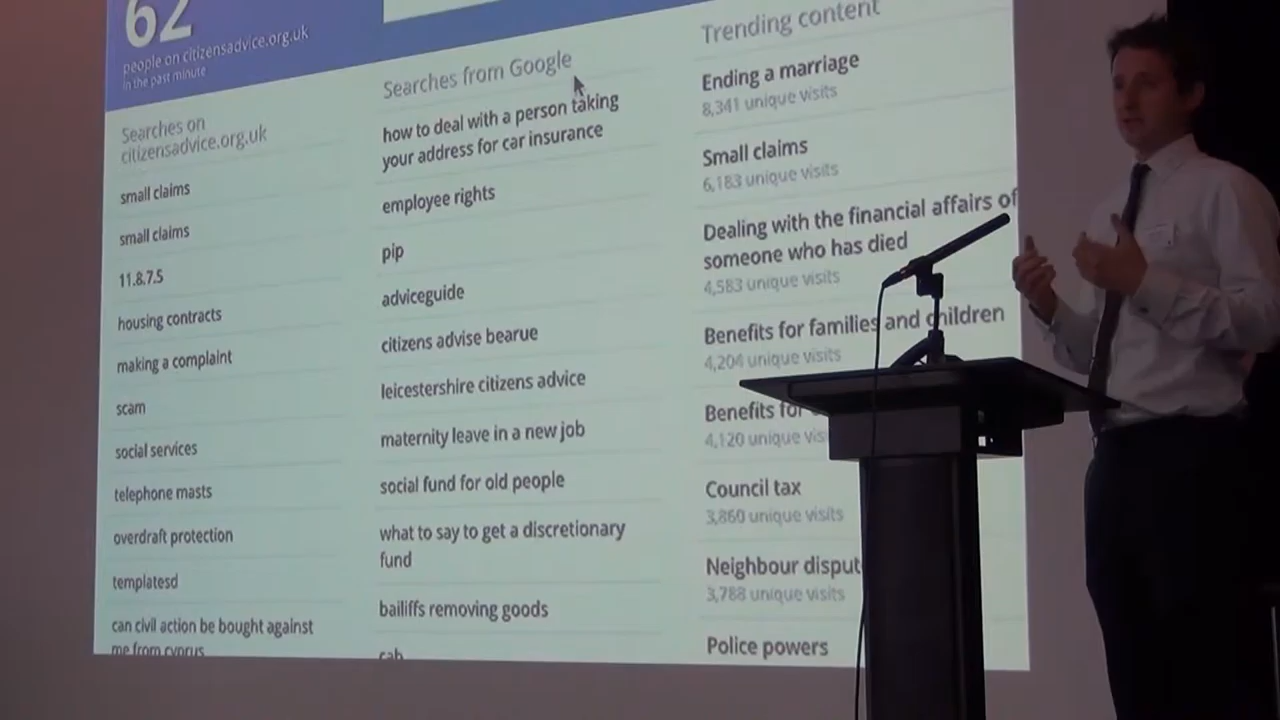 62
people on citizensadvice.org.uk
in the past minute
Searches on
citizensadvice.org.uk
small claims
small claims
11.8.7.5
housing contracts
making a complaint
scam
social services
telephone masts
overdraft protection
templatesd
can civil action be bought against
me from cyprus
Searches from Google
how to deal with a person taking
your address for car insurance
employee rights
pip
adviceguide
citizens advise bearue
leicestershire citizens advice
maternity leave in a new job
social fund for old people
what to say to get a discretionary
fund
bailiffs removing goods
cab
Trending content
Ending a marriage
8,341 unique visits
Small claims
6,183 unique visits
Dealing with the financial affairs of
someone who has died
4,583 unique visits
Benefits for families and children
4,204 unique visits
Benefits for
4,120 unique visi
Council tax
3,860 unique visits
Neighbour disput
3,788 unique visits
Police powers